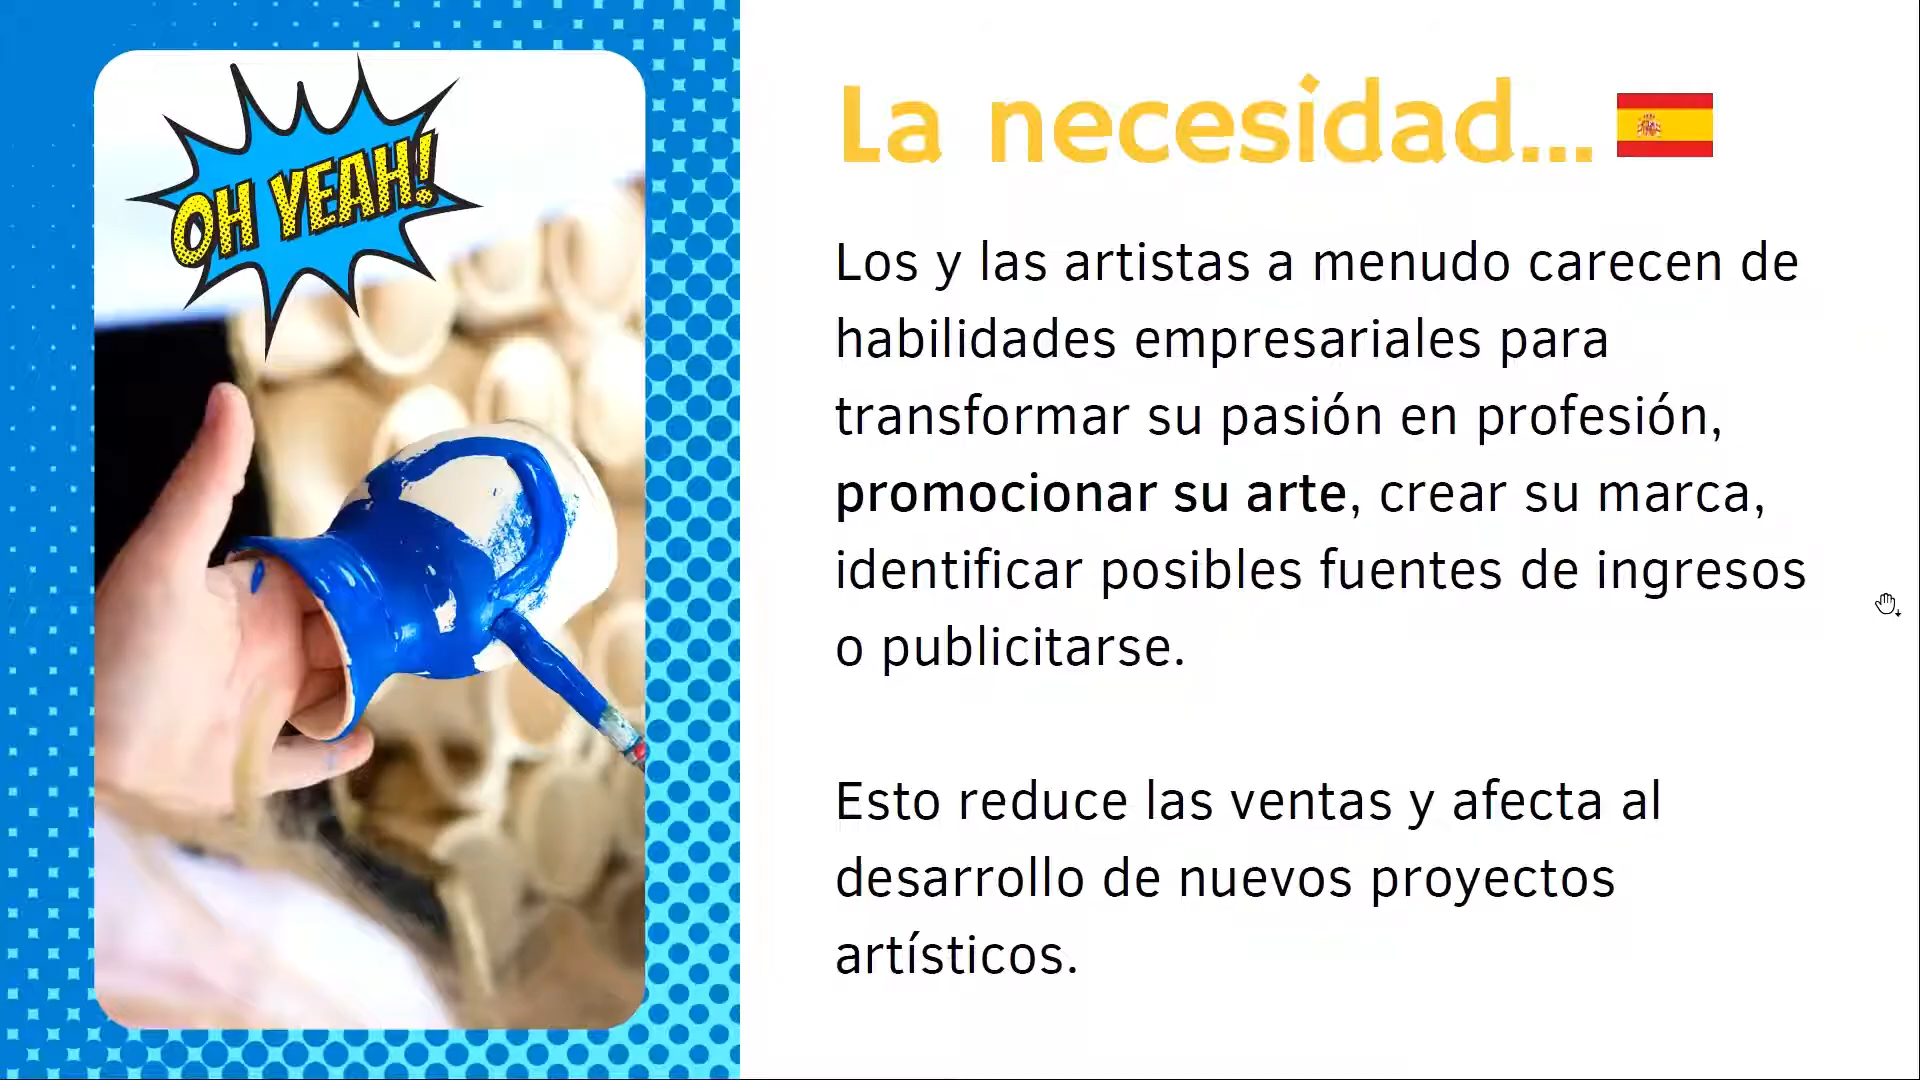 OH YEAH!
La necesidad...
Los y las artistas a menudo carecen de
habilidades empresariales para
transformar su pasión en profesión,
promocionar su arte, crear su marca,
identificar posibles fuentes de ingresos
o publicitarse.
Esto reduce las ventas y afecta al
desarrollo de nuevos proyectos
artísticos.